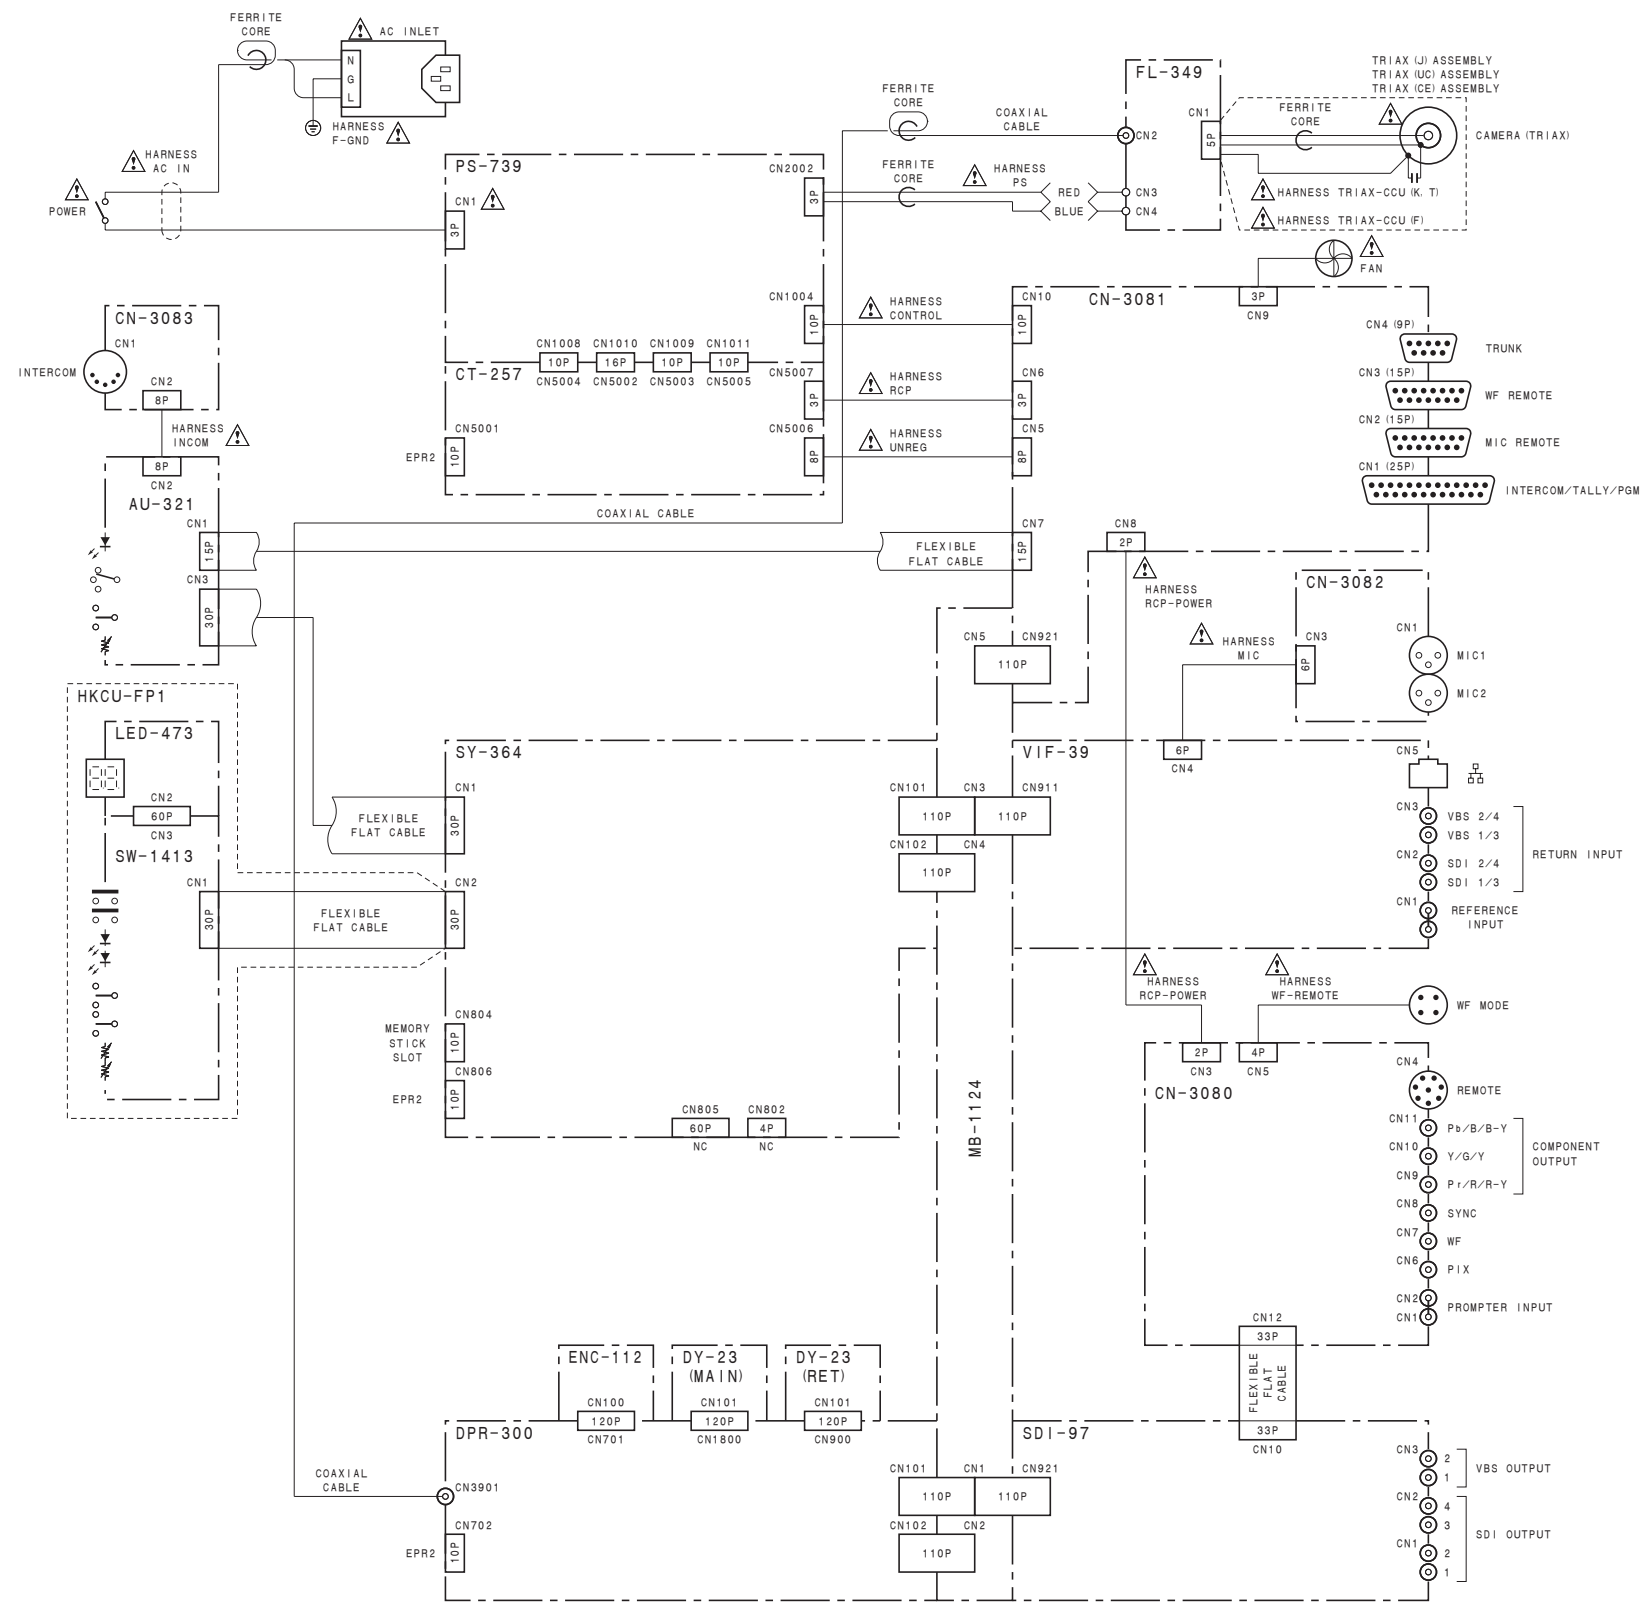 FERRITE
CORE
AC INLET
N
G
L
HARNESS
F-GND
HARNESS
AC IN
POWER
PS-739
CN1
3P
CN2002
3P
FERRITE
CORE
COAXIAL
CABLE
FERRITE
CORE
HARNESS
PS
RED
BLUE
FL-349
CN2
CN3
CN4
CN1
5P
TRIAX (J) ASSEMBLY
TRIAX (UC) ASSEMBLY
TRIAX (CE) ASSEMBLY
FERRITE
CORE
CAMERA (TRIAX)
HARNESS TRIAX-CCU (K, T)
HARNESS TRIAX-CCU (F)
FAN
CN-3083
CN1
INTERCOM
CN2
8P
HARNESS
INCOM
8P
CN2
AU-321
CN1
15P
CN3
30P
CN1004
10P
CN1008 CN1010 CN1009 CN1011
10P 16P 10P 10P
CN5004 CN5002 CN5003 CN5005
CT-257
CN5007
3P
CN5001
EPR2
10P
CN5006
8P
HARNESS
CONTROL
HARNESS
RCP
HARNESS
UNREG
CN10
10P
CN6
3P
CN5
8P
CN-3081
3P
CN9
CN4 (9P)
TRUNK
CN3 (15P)
WF REMOTE
CN2 (15P)
MIC REMOTE
CN1 (25P)
INTERCOM/TALLY/PGM
COAXIAL CABLE
FLEXIBLE
FLAT CABLE
CN7
15P
CN8
2P
HARNESS
RCP-POWER
CN-3082
CN3
6P
CN1
MIC1
MIC2
HARNESS
MIC
CN5
CN921
110P
HKCU-FP1
LED-473
CN2
60P
CN3
SW-1413
CN1
30P
FLEXIBLE
FLAT CABLE
FLEXIBLE
FLAT CABLE
SY-364
CN1
30P
CN2
30P
CN101
CN3
CN911
110P
110P
CN102
CN4
110P
VIF-39
6P
CN4
CN5
CN3
VBS 2/4
VBS 1/3
CN2
SDI 2/4
SDI 1/3
RETURN INPUT
CN1
REFERENCE
INPUT
MEMORY
STICK
SLOT
CN804
10P
EPR2
CN806
10P
CN805
60P
NC
CN802
4P
NC
MB-1124
HARNESS
RCP-POWER
HARNESS
WF-REMOTE
WF MODE
2P
CN3
4P
CN5
CN-3080
CN4
REMOTE
CN11
Pb/B/B-Y
CN10
Y/G/Y
CN9
Pr/R/R-Y
COMPONENT
OUTPUT
CN8
SYNC
CN7
WF
CN6
PIX
CN2
CN1
PROMPTER INPUT
CN12
33P
FLEXIBLE
FLAT
CABLE
33P
CN10
ENC-112
CN100
120P
CN701
DY-23
(MAIN)
CN101
120P
CN1800
DY-23
(RET)
CN101
120P
CN900
DPR-300
COAXIAL
CABLE
CN3901
CN702
EPR2
10P
CN101
CN1
CN921
110P
110P
CN102
CN2
110P
SDI-97
CN3
2
1
VBS OUTPUT
CN2
4
3
CN1
2
1
SDI OUTPUT